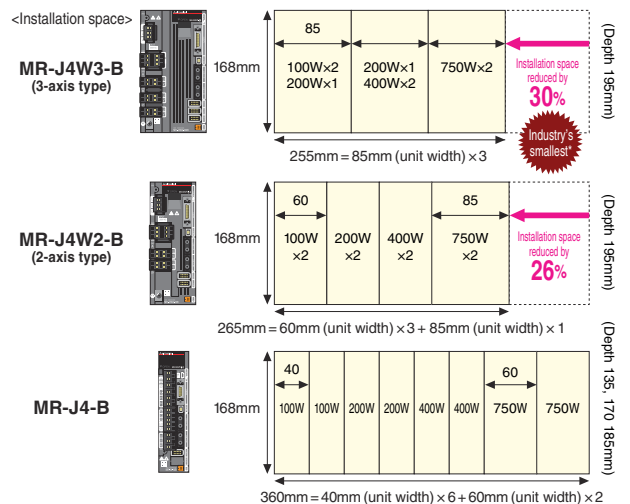 <Installation space>
MR-J4W3-B
(3-axis type)
168mm
85
100W×2
200W×1
200W×1
400W×2
750W×2
Installation space
reduced by
30%
Industry's
smallest*
(Depth 195mm)
255mm=85mm (unit width)×3
MR-J4W2-B
(2-axis type)
168mm
60
85
100W
×2
200W
×2
400W
×2
750W
×2
Installation space
reduced by
26%
(Depth 195mm)
265mm=60mm (unit width)×3+85mm (unit width)×1
MR-J4-B
168mm
40
60
100W 100W 200W 200W 400W 400W 750W 750W
(Depth 135, 170 185mm)
360mm=40mm (unit width)×6+60mm (unit width)×2